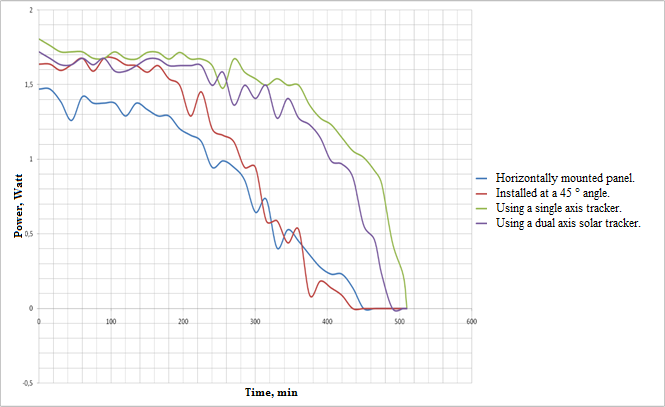 2
1,5
1
0,5
0
-0,5
0
100
200
300
400
500
600
Power, Watt
Time, min
Horizontally mounted panel.
Installed at a 45 ° angle.
Using a single axis tracker.
Using a dual axis solar tracker.